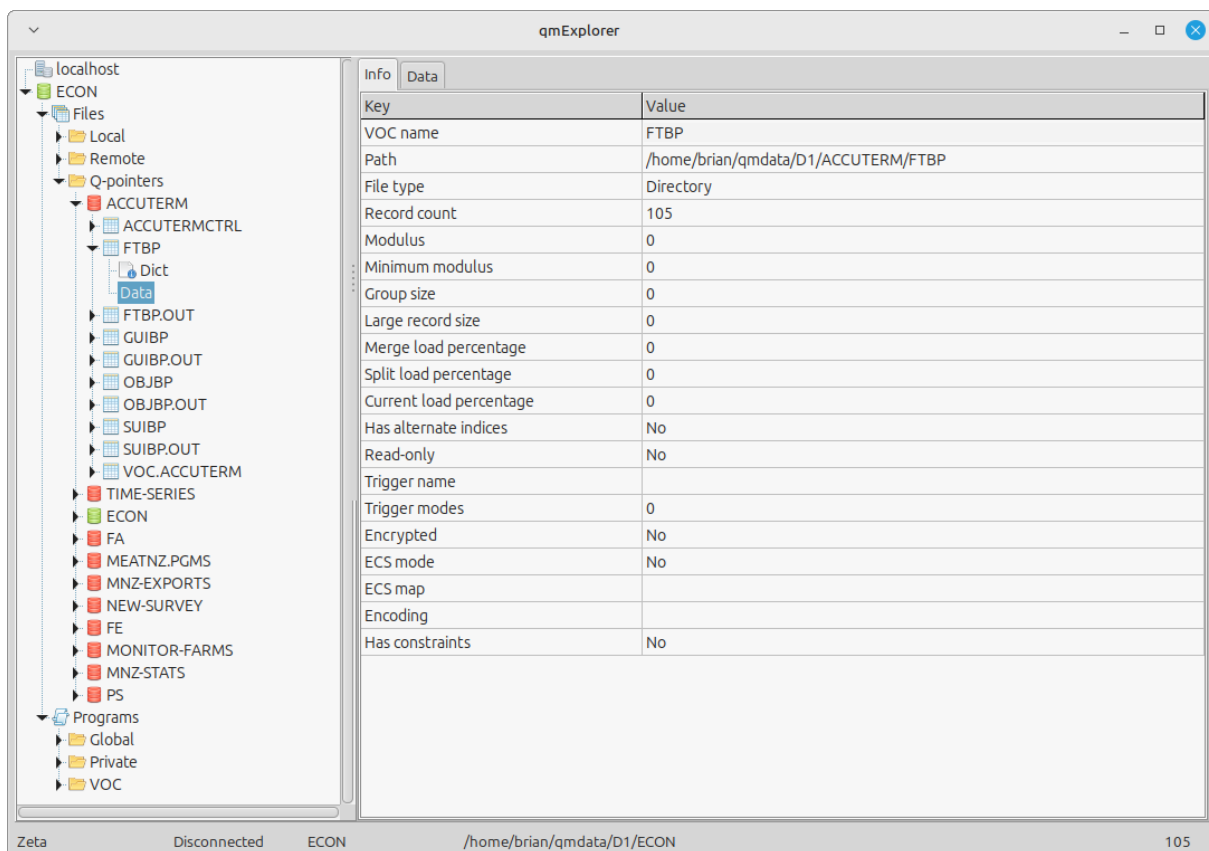 qmExplorer
localhost
ECON
Files
Local
Remote
Q-pointers
ACCUTERM
ACCUTERMCTRL
FTBP
Dict
Data
FTBP.OUT
GUIBP
GUIBP.OUT
OBJBP
OBJBP.OUT
SUIBP
SUIBP.OUT
VOC.ACCUTERM
TIME-SERIES
ECON
FA
MEATNZ.PGMS
MNZ-EXPORTS
NEW-SURVEY
FE
MONITOR-FARMS
MNZ-STATS
PS
Programs
Global
Private
VOC
Info Data
Key Value
VOC name FTBP
Path /home/brian/qmdata/D1/ACCUTERM/FTBP
File type Directory
Record count 105
Modulus 0
Minimum modulus 0
Group size 0
Large record size 0
Merge load percentage 0
Split load percentage 0
Current load percentage 0
Has alternate indices No
Read-only No
Trigger name
Trigger modes 0
Encrypted No
ECS mode No
ECS map
Encoding
Has constraints No
Zeta Disconnected ECON /home/brian/qmdata/D1/ECON 105